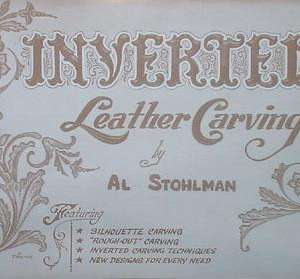 INVERTED
Leather Carving
by
AL STOHLMAN
Featuring
★ SILHOUETTE CARVING
★ "ROUGH-OUT" CARVING
★ INVERTED CARVING TECHNIQUES
★ NEW DESIGNS FOR EVERY NEED